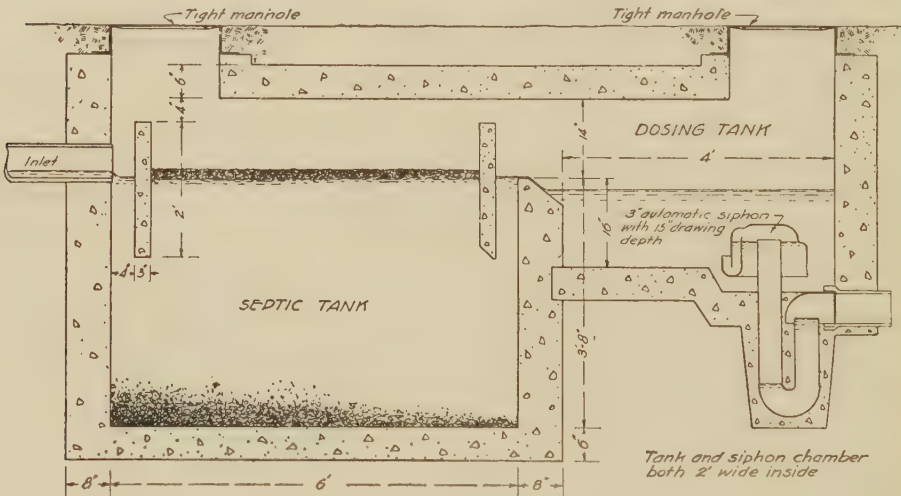 Tight manhole
Tight manhole
6"
4"
14"
DOSING TANK
4'
Inlet
2'
16"
3" automatic siphon
with 15" drawing
depth
4"
3"
SEPTIC TANK
3'-8"
6"
Tank and siphon chamber
both 2' wide inside
8"
6'
8"